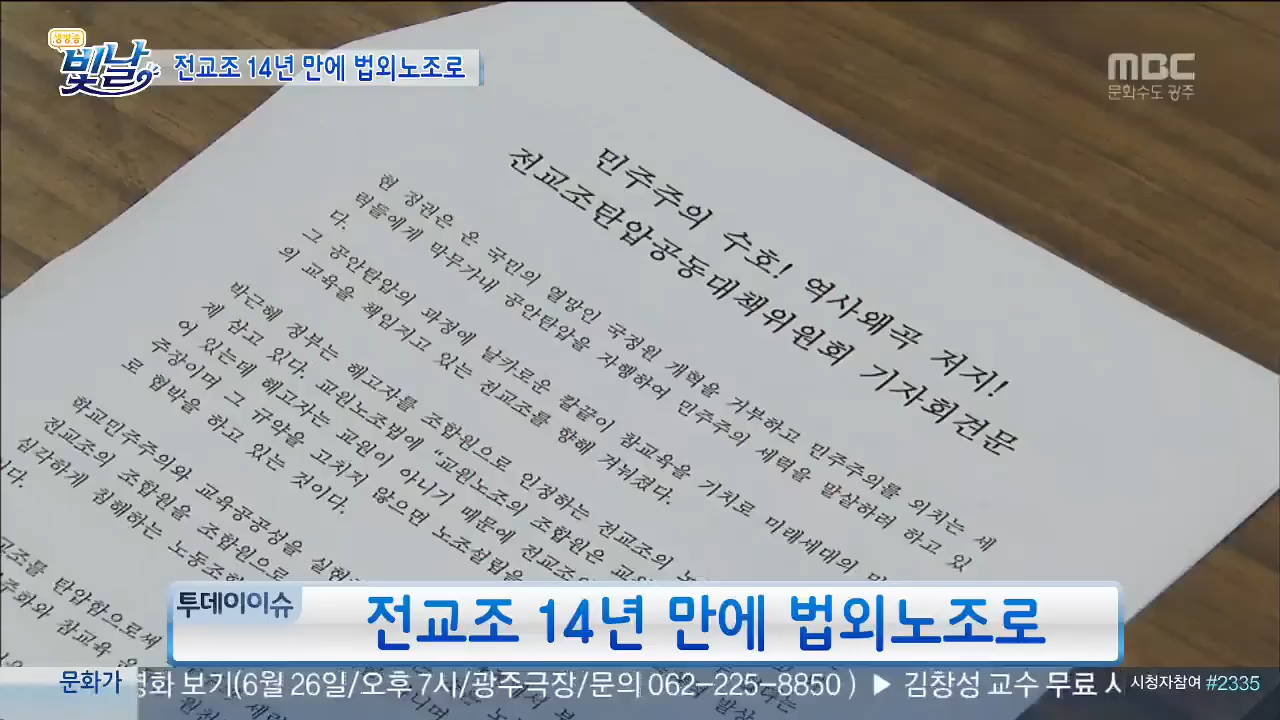 생방송
빛날
전교조 14년 만에 법외노조로
MBC
문화수도 광주
민주주의 수호! 역사왜곡 저지!
전교조탄압공동대책위원회 기자회견문
현 정권은 온 국민의 열망인 국정원 개혁을 거부하고 민주주의를 외치는 세
력들에게 막무가내 공안탄압을 자행하여 민주주의 세력을 말살하려 하고 있
다.
그 공안탄압의 과정에 날카로운 칼끝이 참교육을 기치로 미래세대의
의 교육을 책임지고 있는 전교조를 향해 겨눠졌다.
박근혜 정부는 해고자를 조합원으로 인정하는 전교조의
제 삼고 있다. 교원노조법에 "교원노조의 조합원은
이 있는데 해고자는 교원이 아니기 때문에 전교조의
주장이며 그 규약을 고치지 않으면 노조설립을
로 협박을 하고 있는 것이다.
학교민주주의와 교육공공성을
전교조의 조합원을 조합원으로
심각하게 침해하는
탄압함으로써
참교육
투데이이슈
전교조 14년 만에 법외노조로
문화가 영화 보기(6월 26일/오후 7시/광주극장/문의 062-225-8850 ) ▶ 김창성 교수 무료 시청자참여 #2335